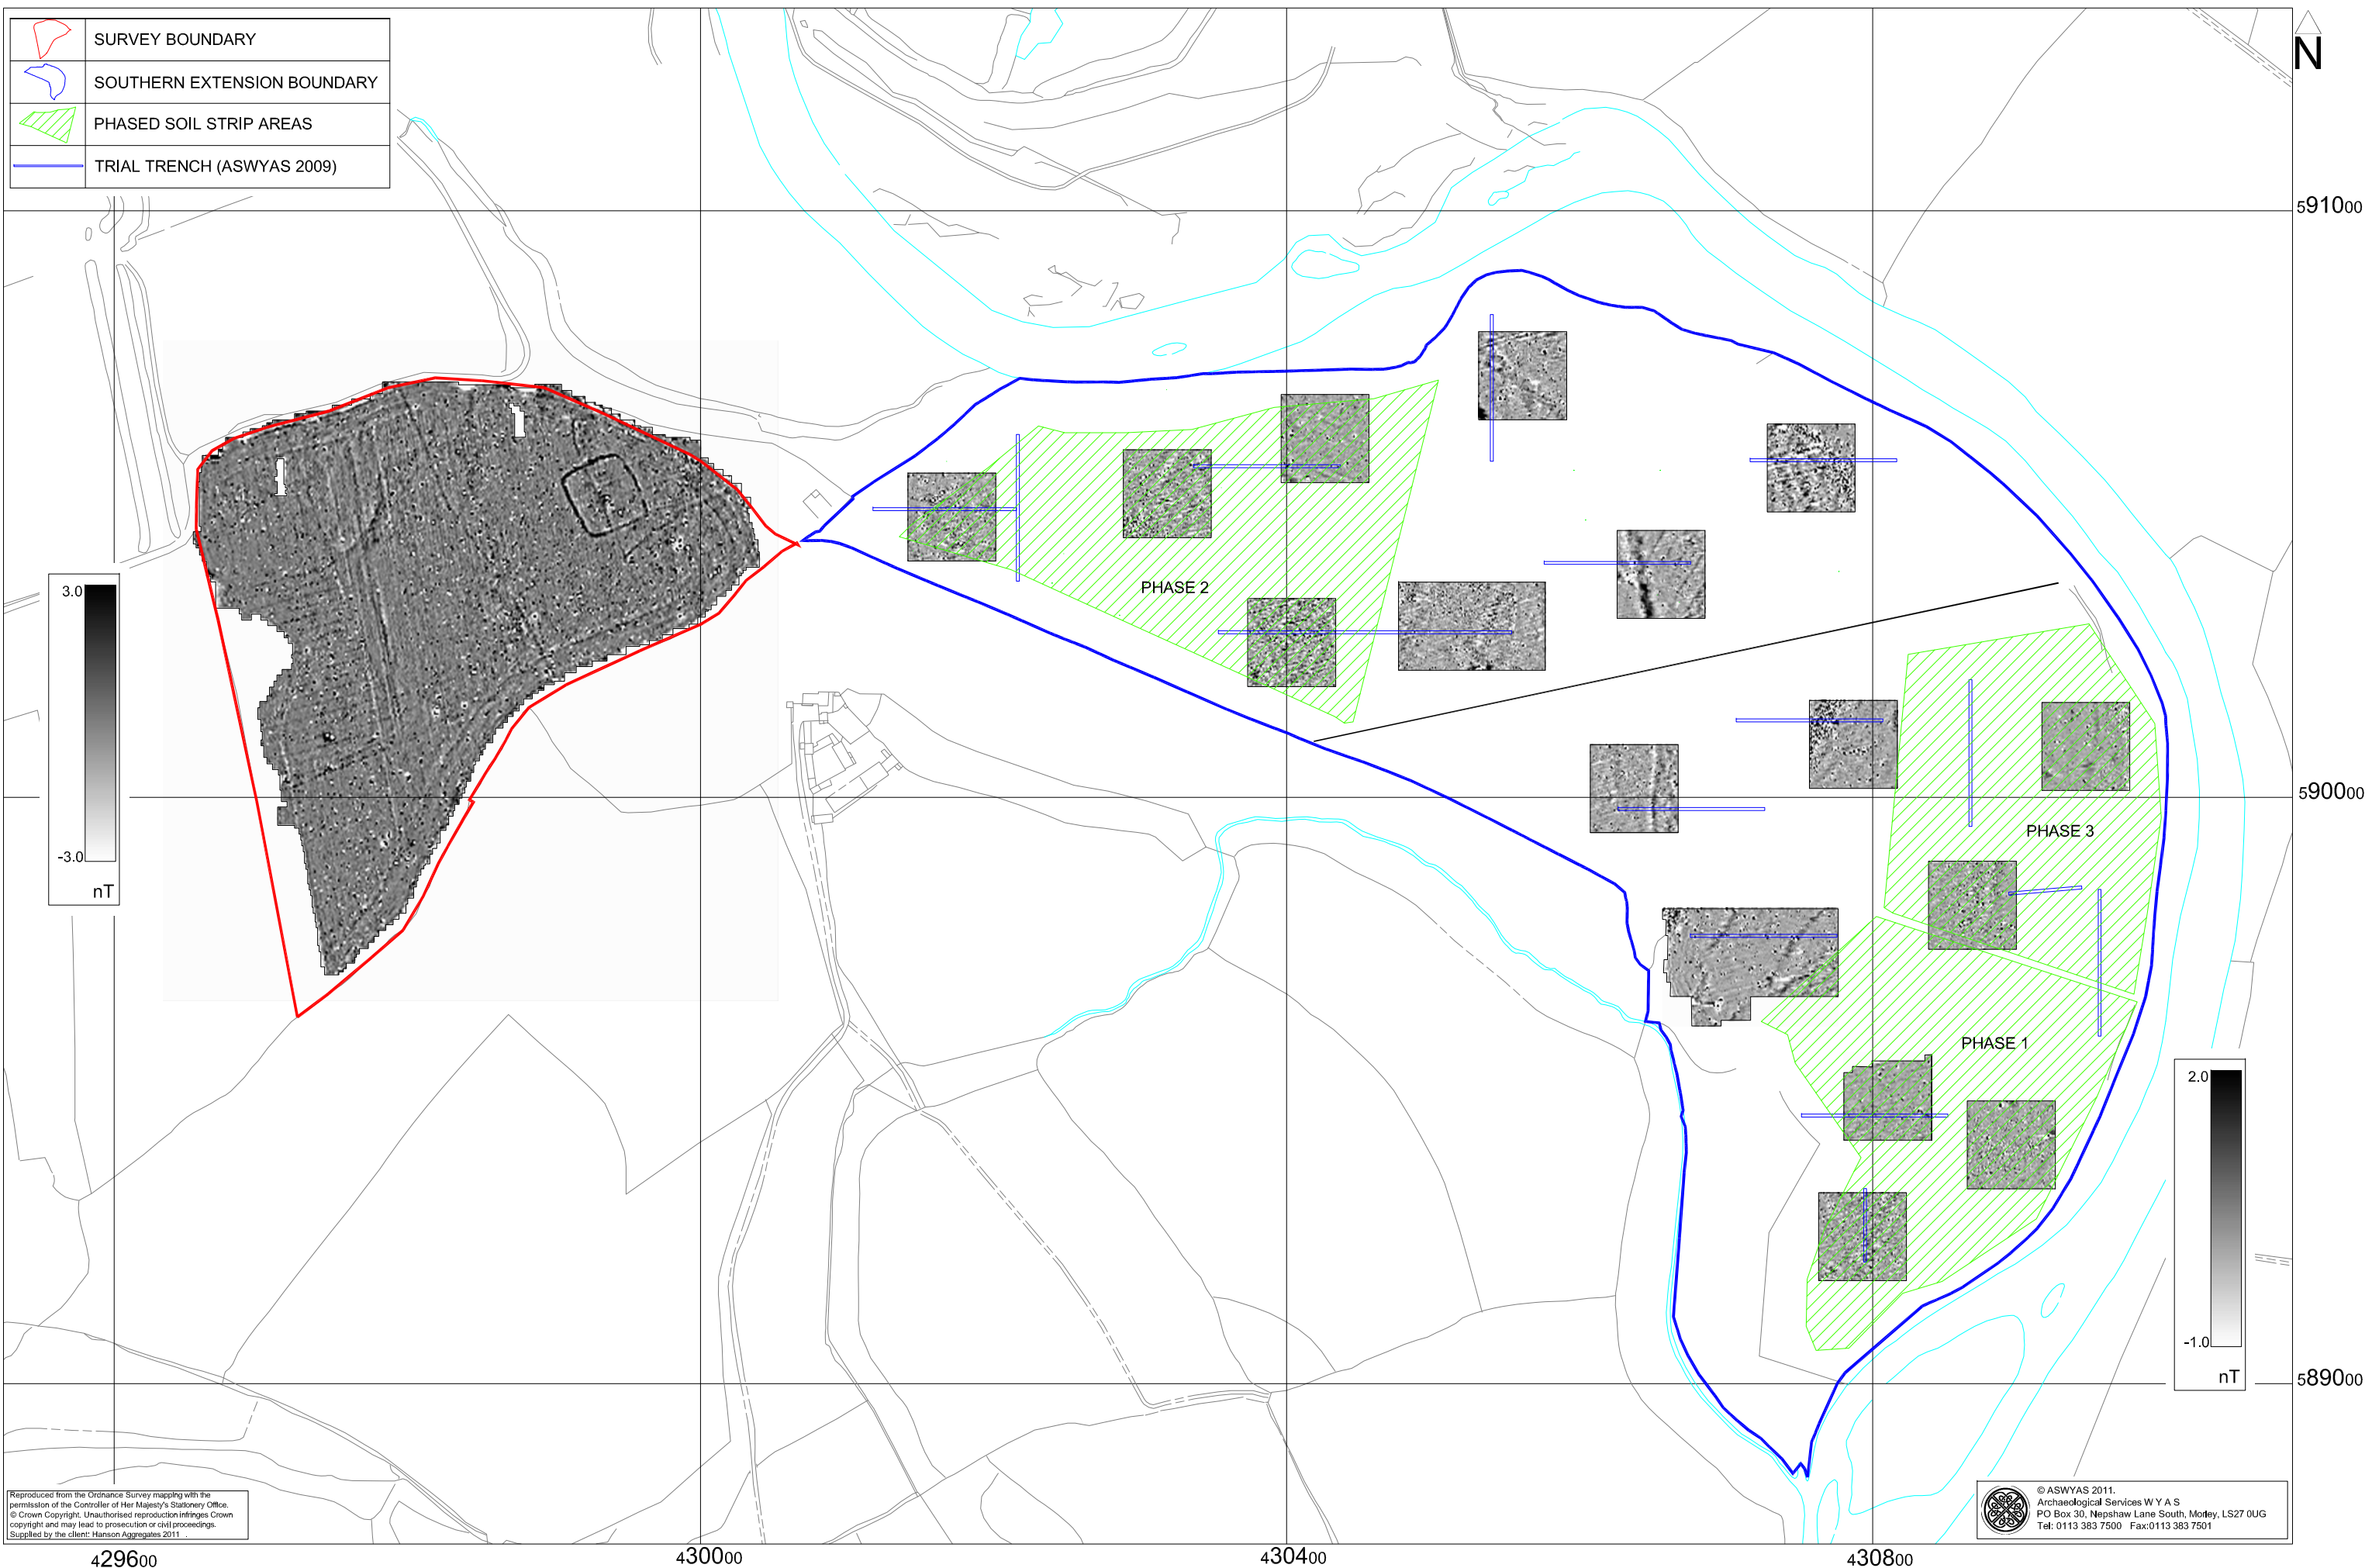 SURVEY BOUNDARY
SOUTHERN EXTENSION BOUNDARY
PHASED SOIL STRIP AREAS
TRIAL TRENCH (ASWYAS 2009)
N
591000
3.0
-3.0
nT
PHASE 2
590000
PHASE 3
PHASE 1
2.0
-1.0
nT
589000
Reproduced from the Ordnance Survey mapping with the
permission of the Controller of Her Majesty's Stationery Office.
© Crown Copyright. Unauthorised reproduction infringes Crown
copyright and may lead to prosecution or civil proceedings.
Supplied by the client: Hanson Aggregates 2011 .
© ASWYAS 2011.
Archaeological Services W Y A S
PO Box 30, Nepshaw Lane South, Morley, LS27 0UG
Tel: 0113 383 7500 Fax:0113 383 7501
429600 430000 430400 430800